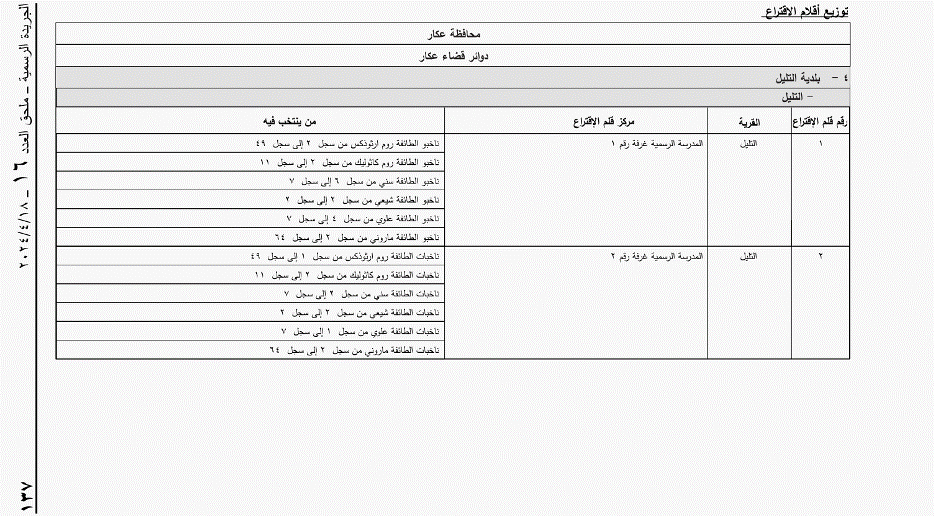 الجريدة الرسمية – ملحق العدد ١٦ – ٢٠٢٤/٤/١٨
توزيع أقلام الإقتراع
محافظة عكار
دوائر قضاء عكار
٤ – بلدية التليل
– التليل
رقم قلم الإقتراع القرية مركز قلم الإقتراع من ينتخب فيه
١ التليل المدرسة الرسمية غرفة رقم ١ ناخبو الطائفة روم ارثوذكس من سجل ٢ إلى سجل ٤٩
ناخبو الطائفة روم كاثوليك من سجل ٢ إلى سجل ١١
ناخبو الطائفة سني من سجل ٦ إلى سجل ٧
ناخبو الطائفة شيعي من سجل ٢ إلى سجل ٢
ناخبو الطائفة علوي من سجل ٤ إلى سجل ٧
ناخبو الطائفة ماروني من سجل ٢ إلى سجل ٦٤
٢ التليل المدرسة الرسمية غرفة رقم ٢ ناخبات الطائفة روم ارثوذكس من سجل ١ إلى سجل ٤٩
ناخبات الطائفة روم كاثوليك من سجل ٢ إلى سجل ١١
ناخبات الطائفة سني من سجل ٢ إلى سجل ٧
ناخبات الطائفة شيعي من سجل ٢ إلى سجل ٢
ناخبات الطائفة علوي من سجل ١ إلى سجل ٧
ناخبات الطائفة ماروني من سجل ٢ إلى سجل ٦٤
١٣٧